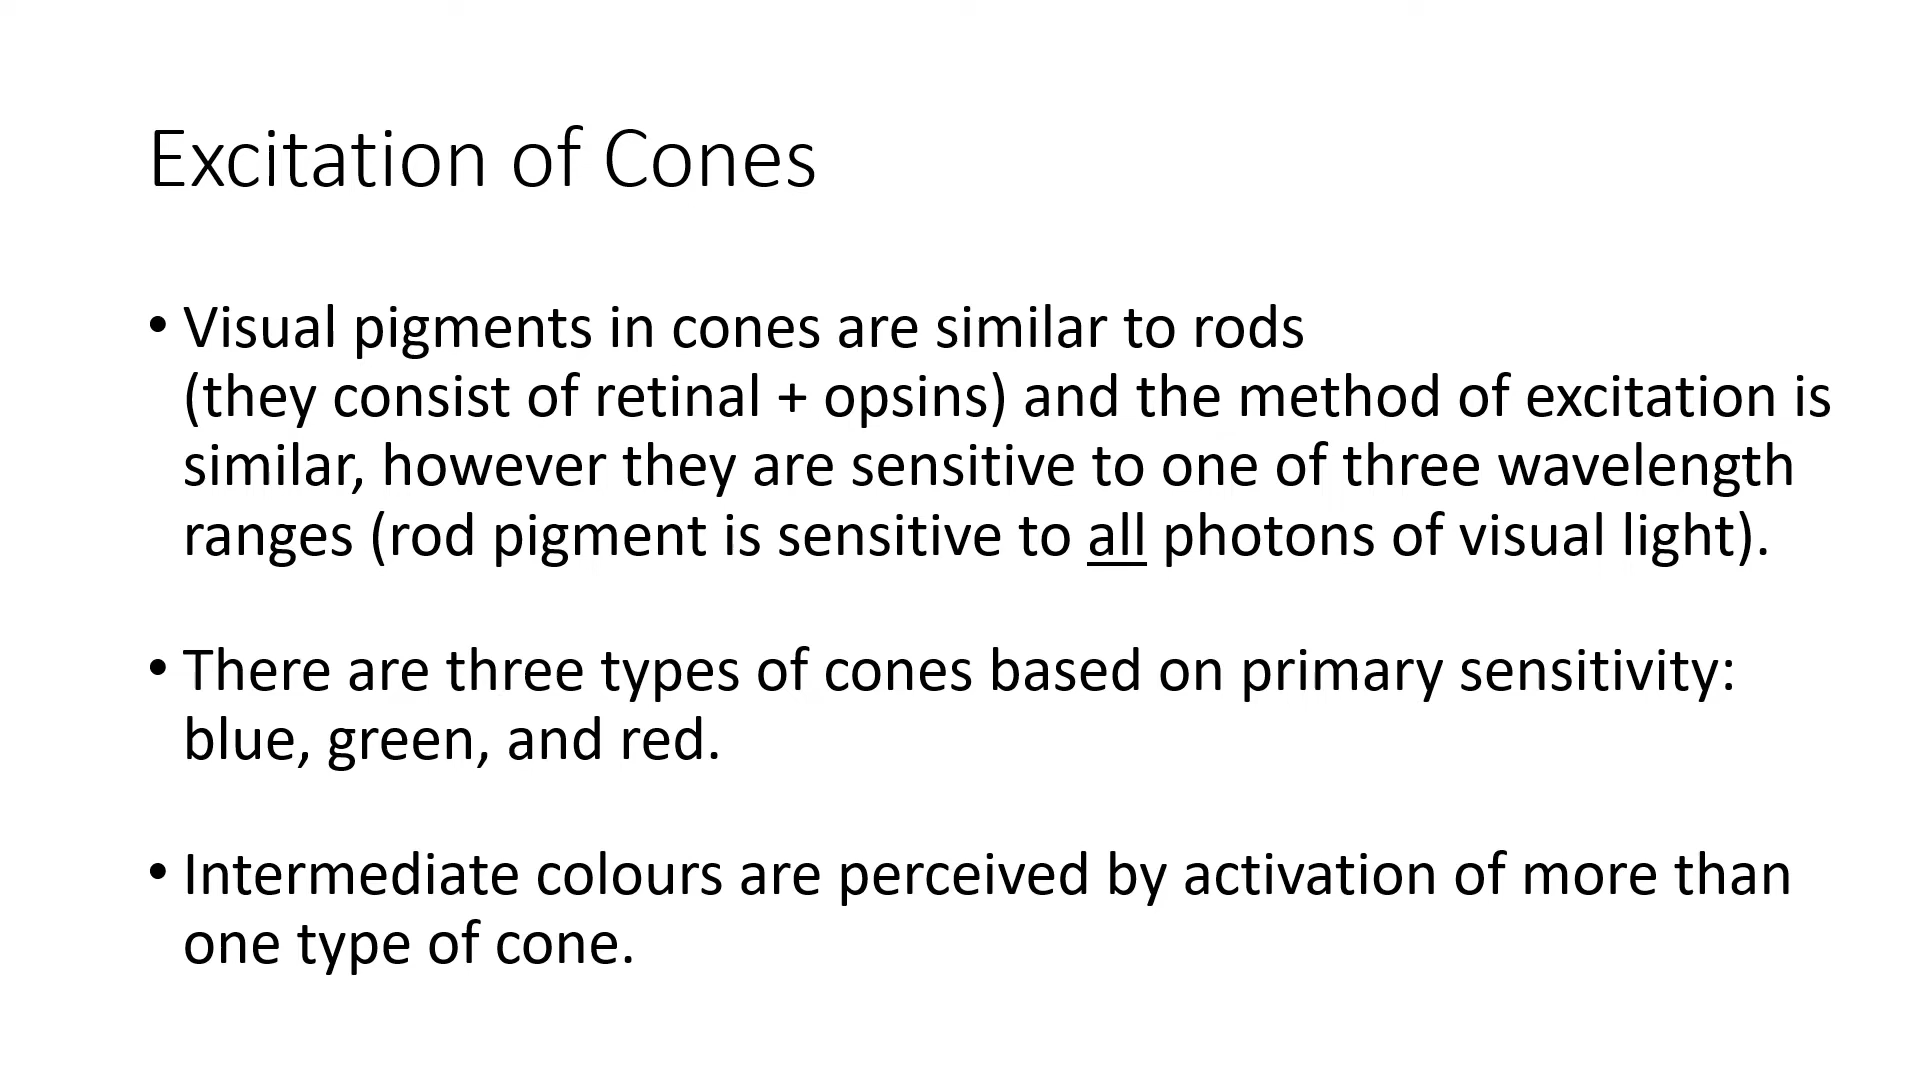 Excitation of Cones
• Visual pigments in cones are similar to rods
(they consist of retinal + opsins) and the method of excitation is
similar, however they are sensitive to one of three wavelength
ranges (rod pigment is sensitive to all photons of visual light).
• There are three types of cones based on primary sensitivity:
blue, green, and red.
• Intermediate colours are perceived by activation of more than
one type of cone.